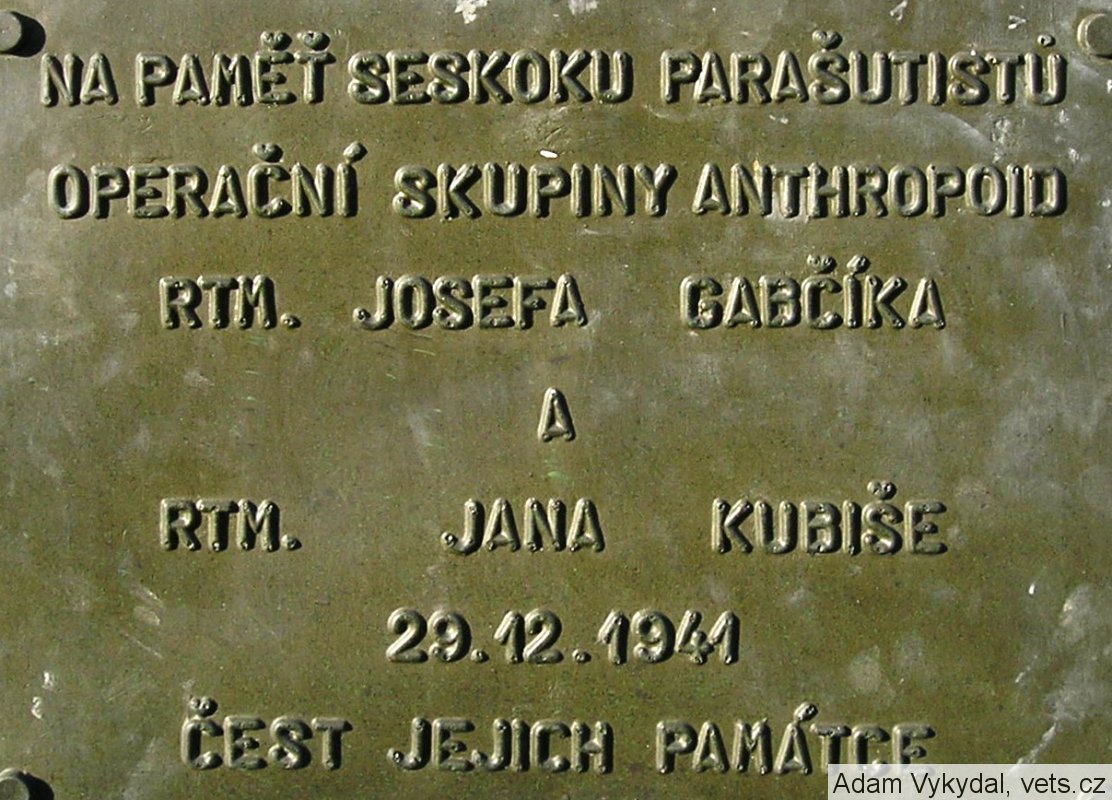 NA PAMĚŤ SESKOKU PARAŠUTISTŮ
OPERAČNÍ SKUPINY ANTHROPOID
RTM. JOSEFA GABČÍKA
A
RTM. JANA KUBIŠE
29.12.1941
ČEST JEJICH PAMÁTCE
Adam Vykydal, vets.cz